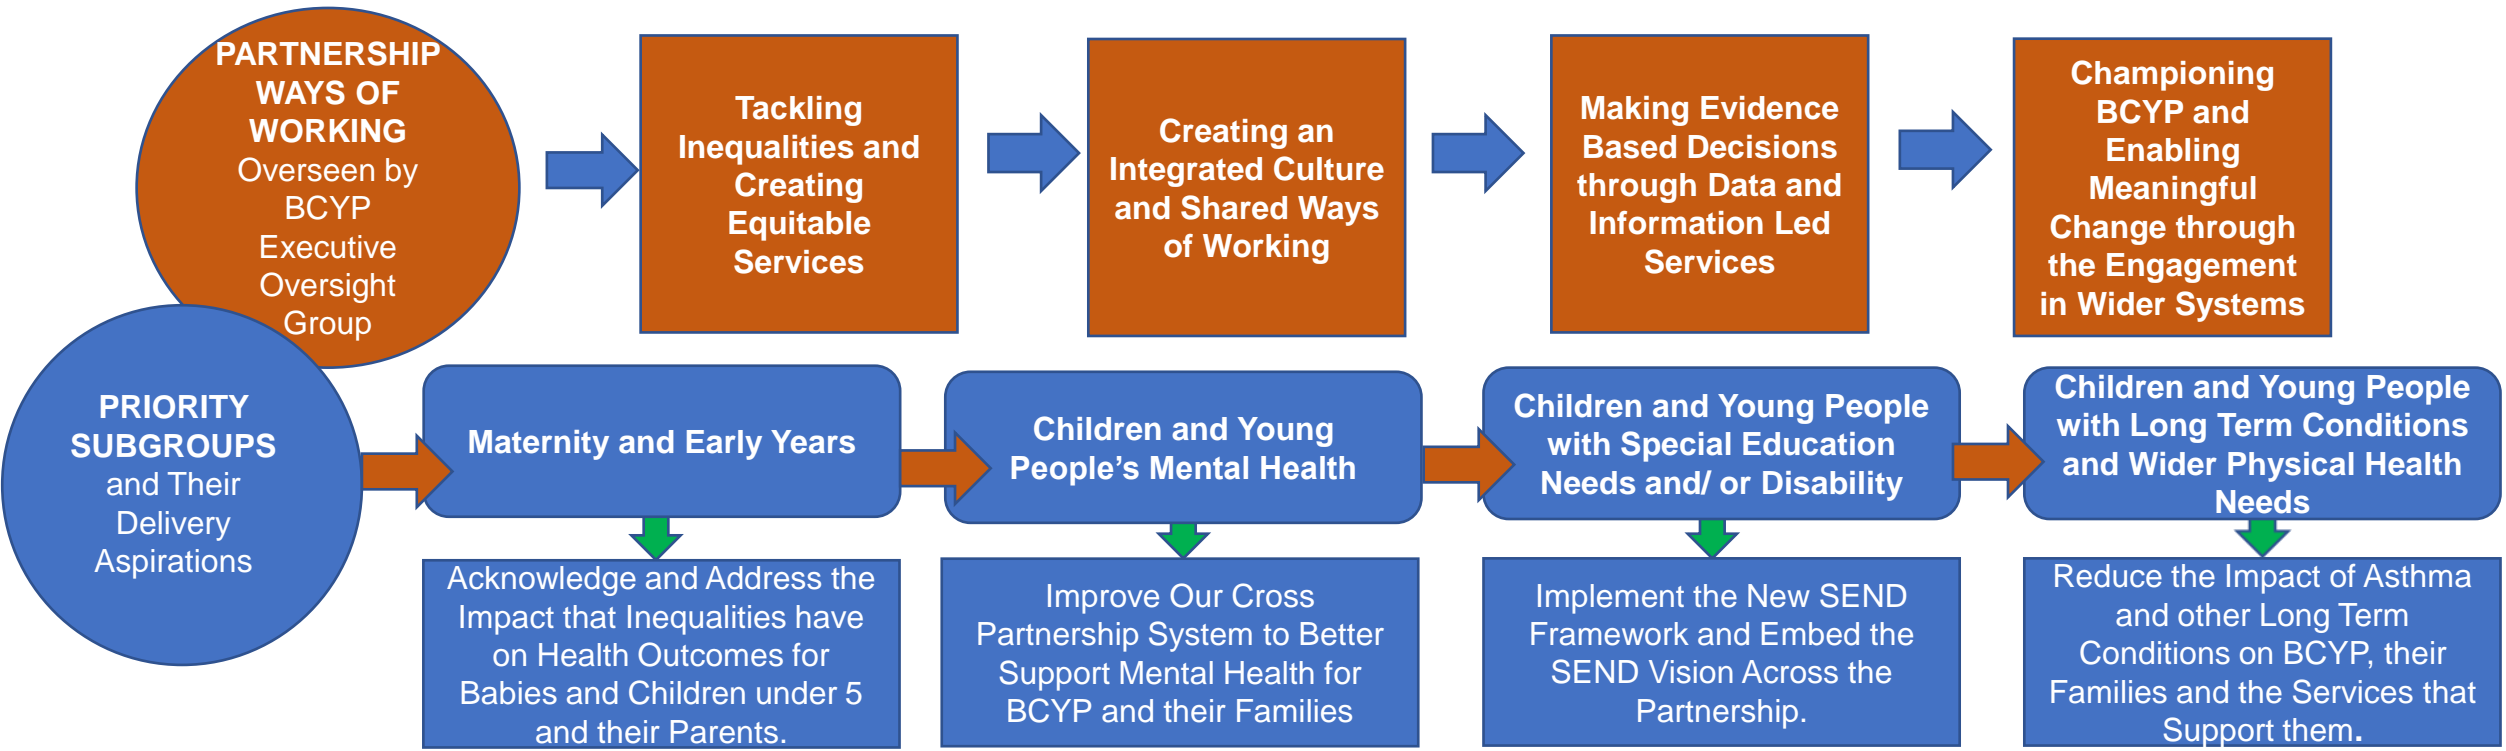 PARTNERSHIP
WAYS OF
WORKING
Overseen by
BCYP
Executive
Oversight
Group
Tackling
Inequalities and
Creating
Equitable
Services
Creating an
Integrated Culture
and Shared Ways
of Working
Making Evidence
Based Decisions
through Data and
Information Led
Services
Championing
BCYP and
Enabling
Meaningful
Change through
the Engagement
in Wider Systems
PRIORITY
SUBGROUPS
and Their
Delivery
Aspirations
Maternity and Early Years
Children and Young
People’s Mental Health
Children and Young People
with Special Education
Needs and/ or Disability
Children and Young People
with Long Term Conditions
and Wider Physical Health
Needs
Acknowledge and Address the
Impact that Inequalities have
on Health Outcomes for
Babies and Children under 5
and their Parents.
Improve Our Cross
Partnership System to Better
Support Mental Health for
BCYP and their Families
Implement the New SEND
Framework and Embed the
SEND Vision Across the
Partnership.
Reduce the Impact of Asthma
and other Long Term
Conditions on BCYP, their
Families and the Services that
Support them.